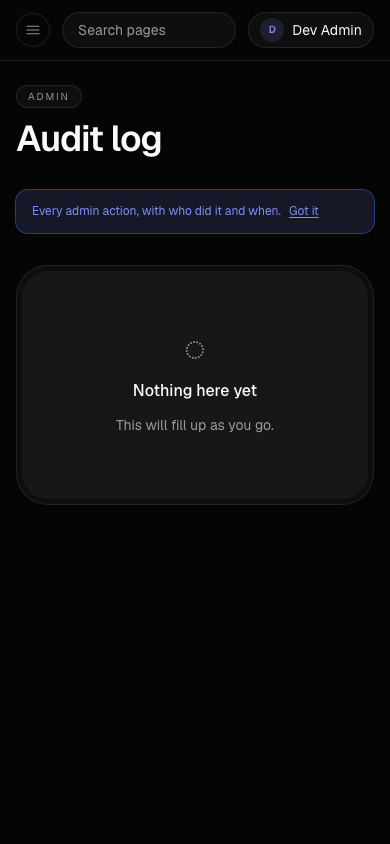 Search pages
D
Dev Admin
ADMIN
Audit log
Every admin action, with who did it and when. Got it
Nothing here yet
This will fill up as you go.